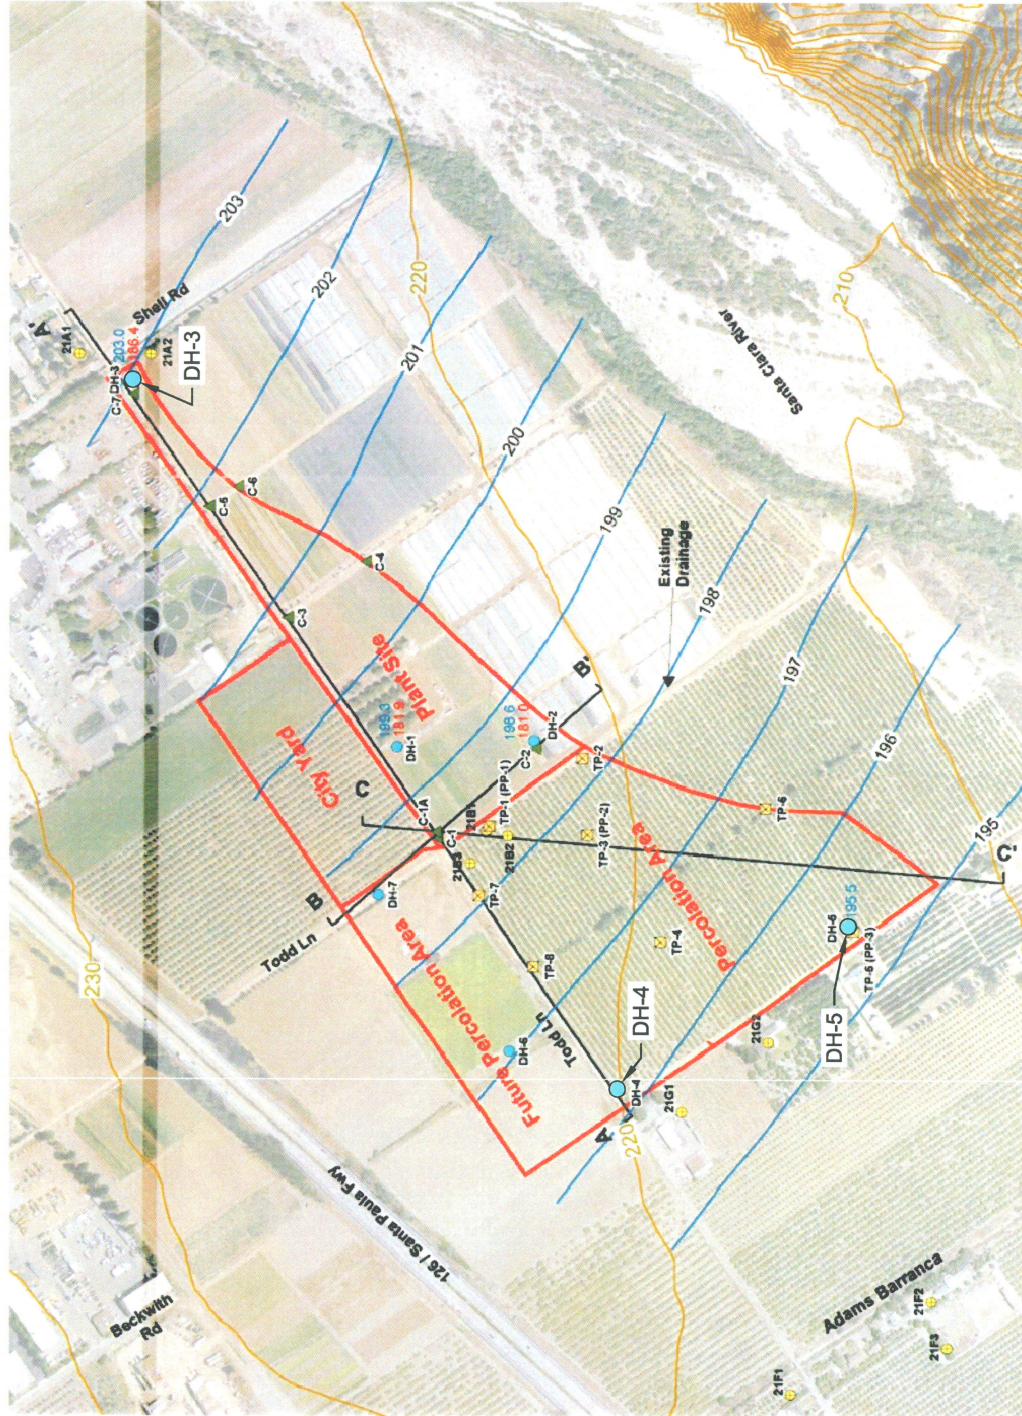 A'
21A1
203
Shell Rd
203.0
186.4
21A2
DH-3
C-7
DH-3
202
220
210
201
Santa Clara River
C-5
C-6
200
C-4
C-3
199
Existing
Drainage
198
Plant Site
City Yard
199.3
181.9
DH-1
198.6
181.0
DH-2
C-2
B'
TP-2
197
C
C-1A
C-1
21B1
TP-1 (PP-1)
21B2
21B3
TP-3 (PP-2)
TP-6
196
195
C'
230
B
DH-7
Todd Ln
TP-7
TP-8
TP-4
Percolation Area
Future Percolation Area
DH-5
195.5
TP-5 (PP-3)
DH-5
DH-6
Todd Ln
DH-4
DH-4
A
220
21G1
21G2
126 / Santa Paula Fwy
Beckwith
Rd
Adams Barranca
21F1
21F2
21F3